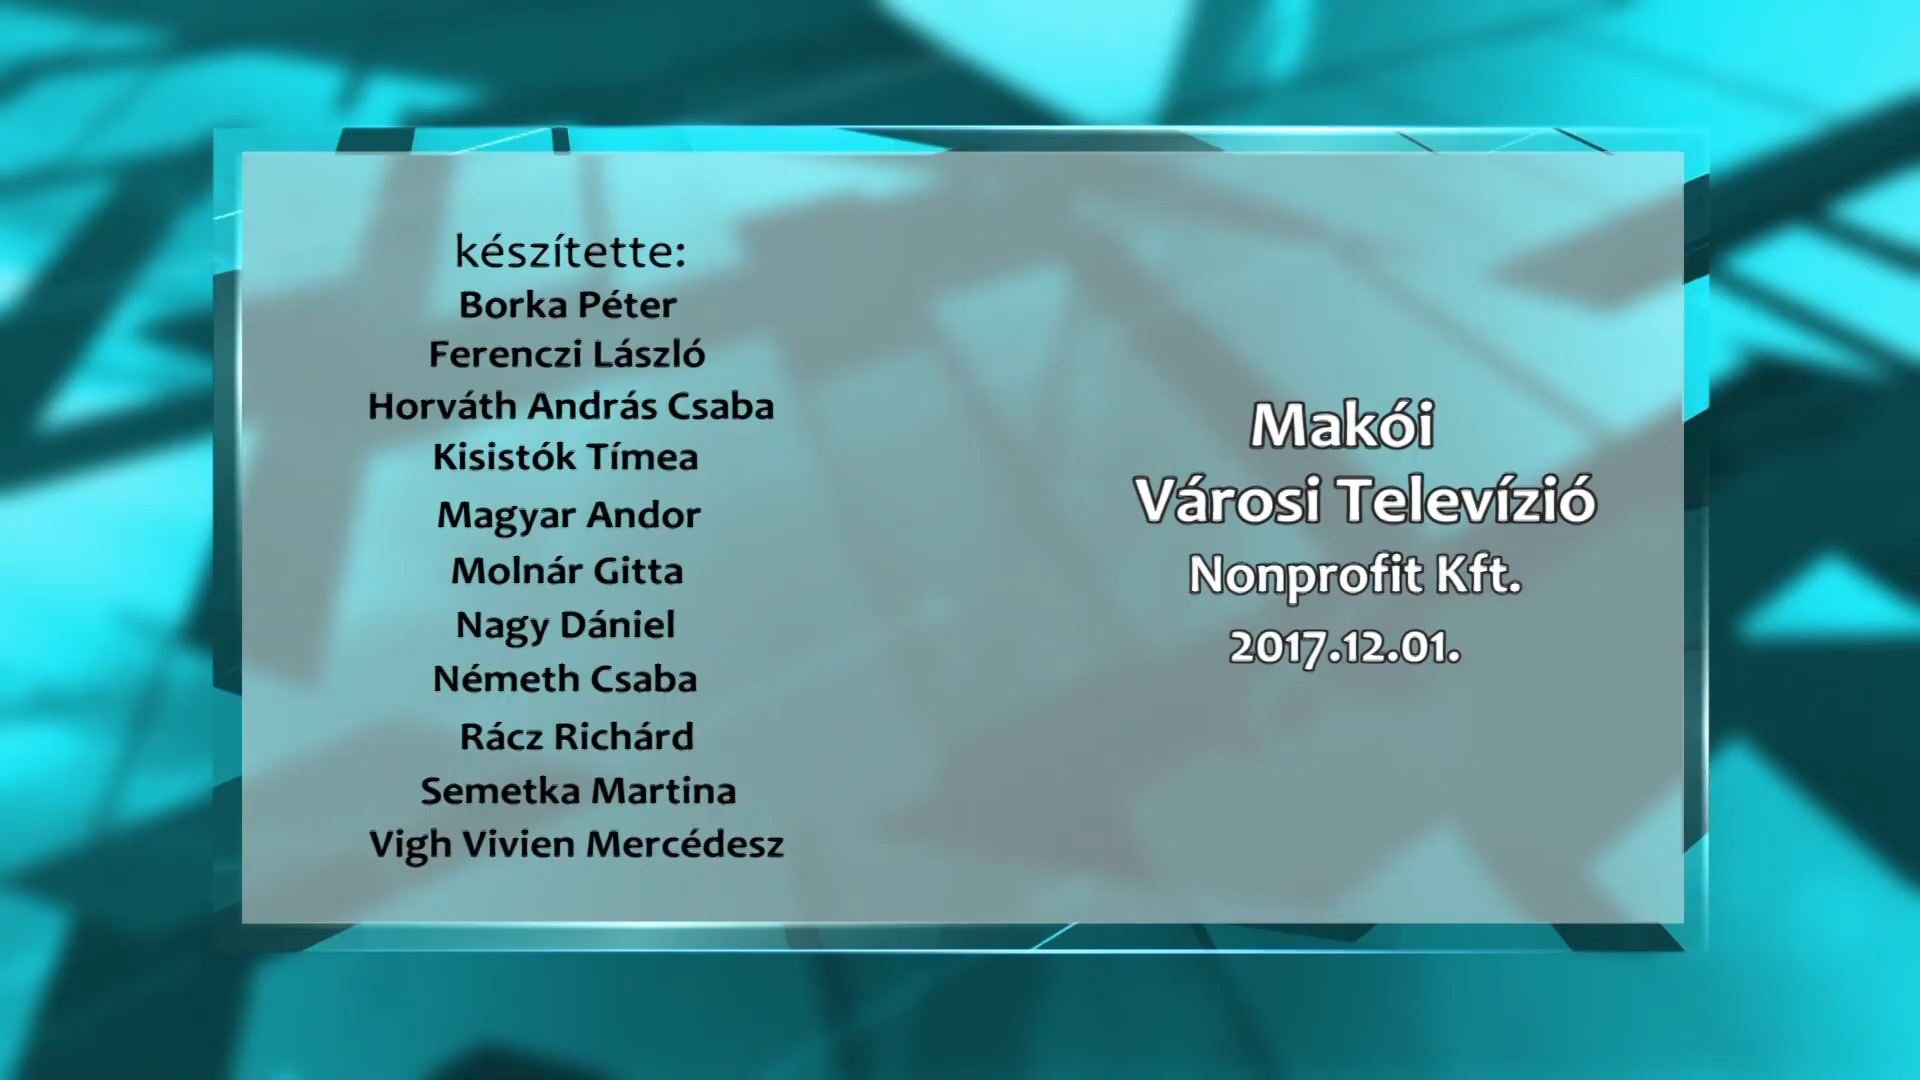 készítette:
Borka Péter
Ferenczi László
Horváth András Csaba
Kisistók Tímea
Magyar Andor
Molnár Gitta
Nagy Dániel
Németh Csaba
Rácz Richárd
Semetka Martina
Vigh Vivien Mercédesz
Makói
Városi Televízió
Nonprofit Kft.
2017.12.01.